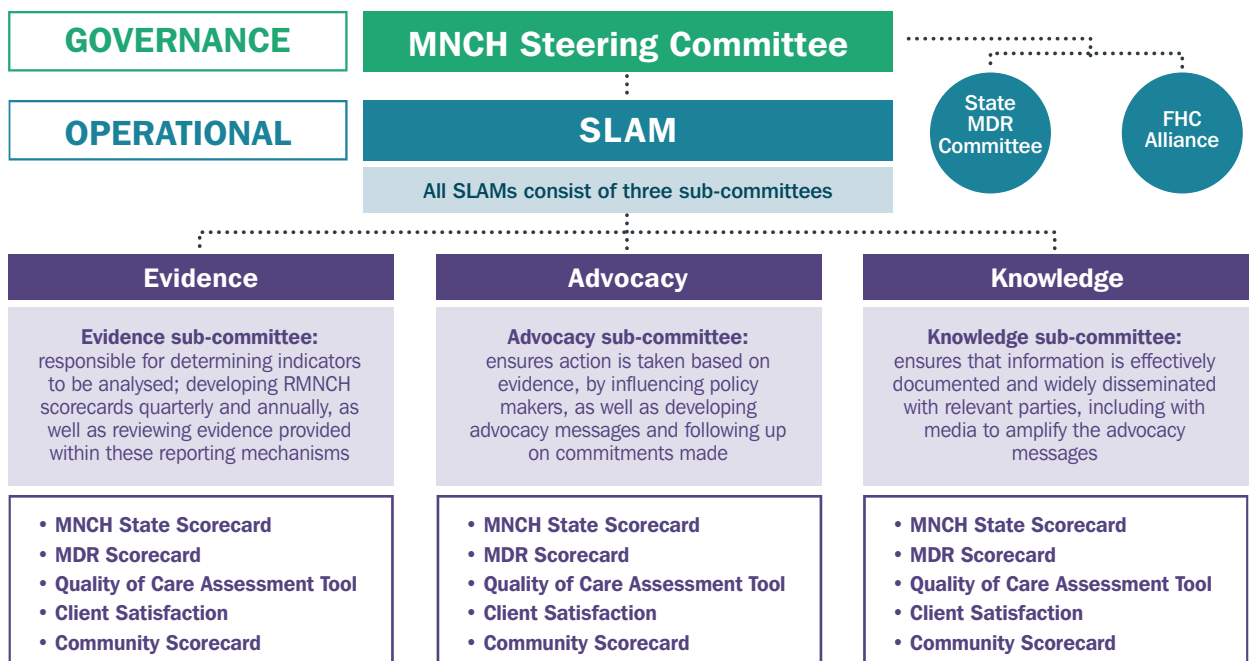 GOVERNANCE
MNCH Steering Committee
State
MDR
Committee
FHC
Alliance
OPERATIONAL
SLAM
All SLAMs consist of three sub-committees
Evidence
Evidence sub-committee:
responsible for determining indicators
to be analysed; developing RMNCH
scorecards quarterly and annually, as
well as reviewing evidence provided
within these reporting mechanisms
• MNCH State Scorecard
• MDR Scorecard
• Quality of Care Assessment Tool
• Client Satisfaction
• Community Scorecard
Advocacy
Advocacy sub-committee:
ensures action is taken based on
evidence, by influencing policy
makers, as well as developing
advocacy messages and following up
on commitments made
• MNCH State Scorecard
• MDR Scorecard
• Quality of Care Assessment Tool
• Client Satisfaction
• Community Scorecard
Knowledge
Knowledge sub-committee:
ensures that information is effectively
documented and widely disseminated
with relevant parties, including with
media to amplify the advocacy
messages
• MNCH State Scorecard
• MDR Scorecard
• Quality of Care Assessment Tool
• Client Satisfaction
• Community Scorecard